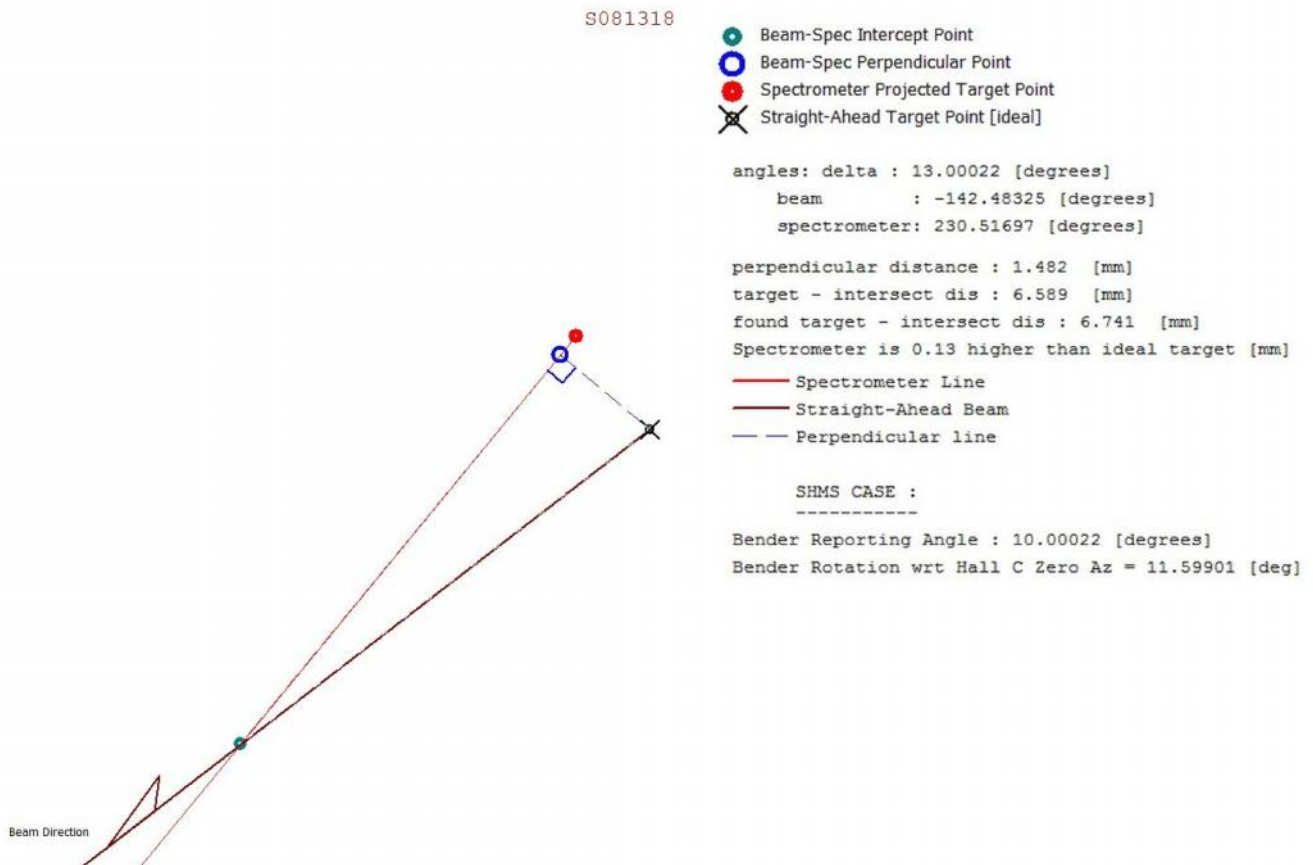 S081318
Beam-Spec Intercept Point
Beam-Spec Perpendicular Point
Spectrometer Projected Target Point
Straight-Ahead Target Point [ideal]
angles: delta : 13.00022 [degrees]
beam : -142.48325 [degrees]
spectrometer: 230.51697 [degrees]
perpendicular distance : 1.482 [mm]
target - intersect dis : 6.589 [mm]
found target - intersect dis : 6.741 [mm]
Spectrometer is 0.13 higher than ideal target [mm]
Spectrometer Line
Straight-Ahead Beam
Perpendicular line
SHMS CASE :
-----------
Bender Reporting Angle : 10.00022 [degrees]
Bender Rotation wrt Hall C Zero Az = 11.59901 [deg]
Beam Direction